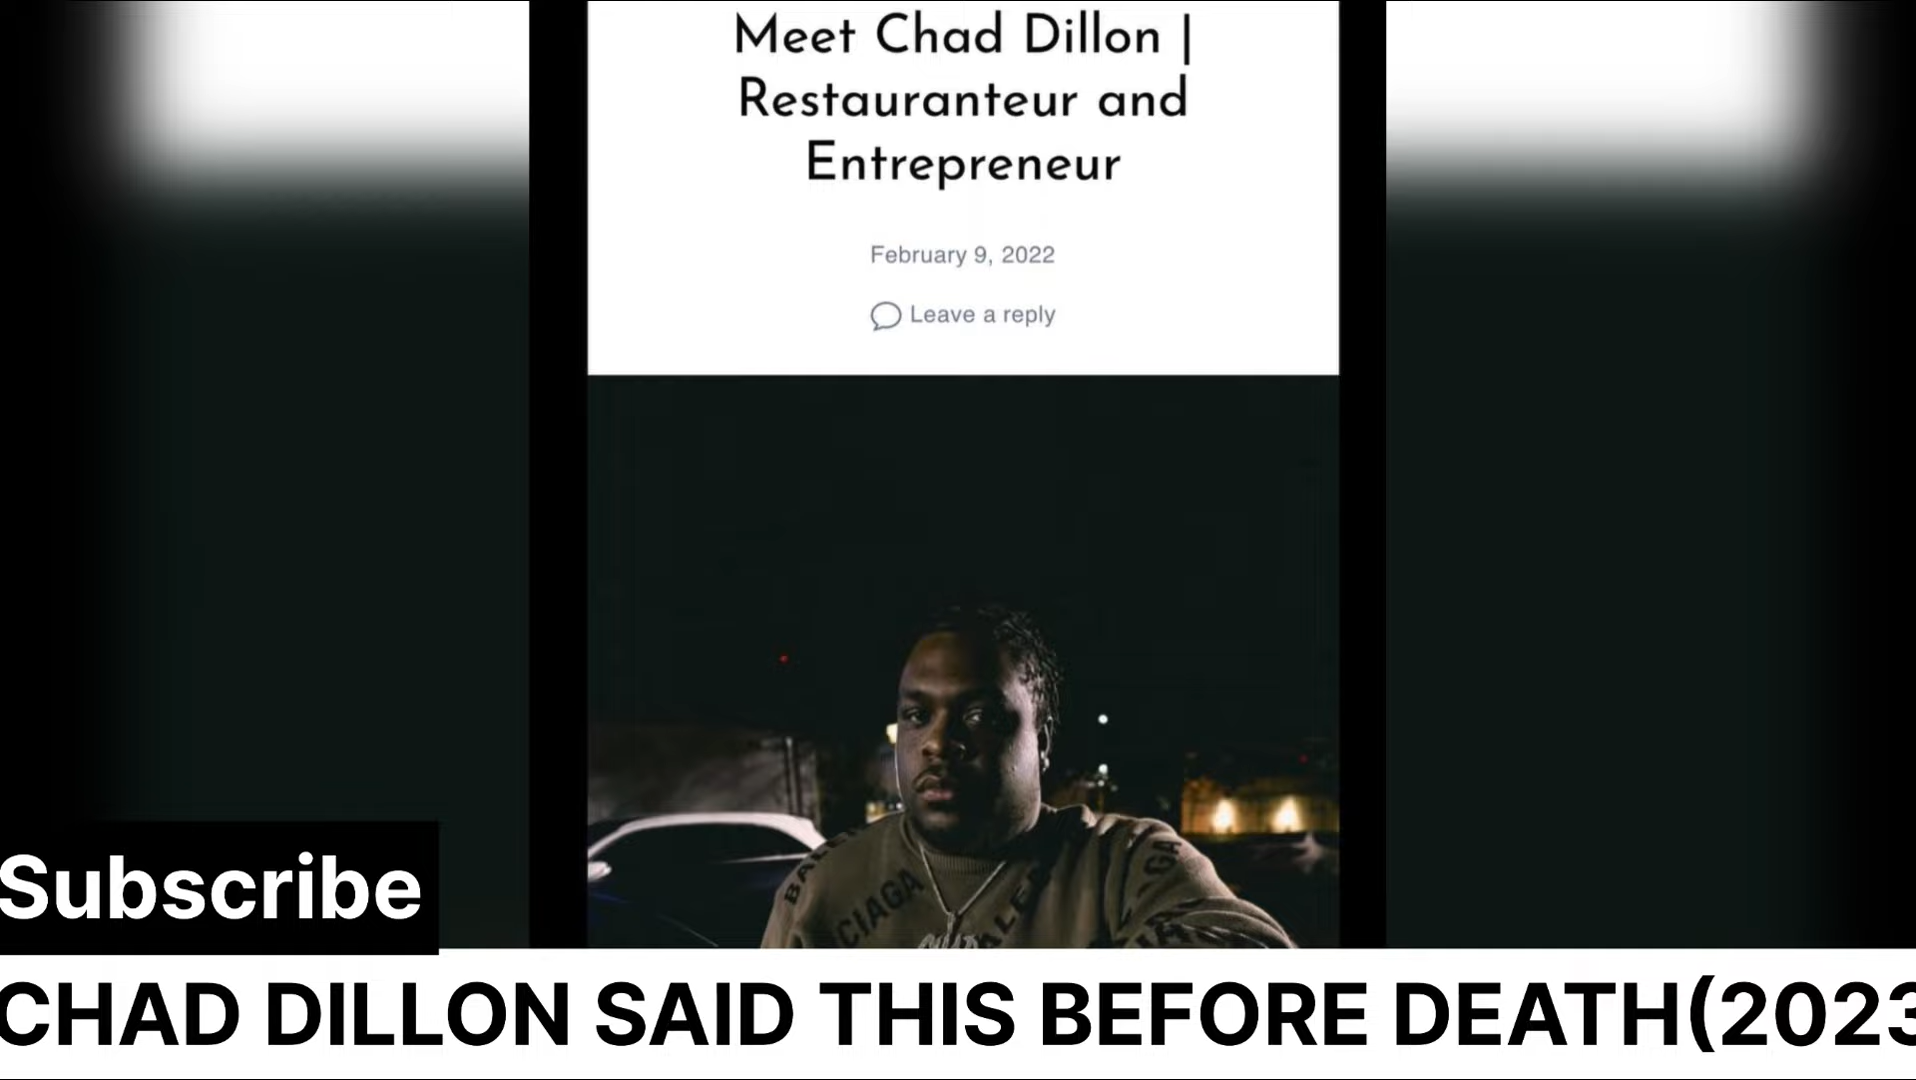 Meet Chad Dillon |
Restauranteur and
Entrepreneur
February 9, 2022
Leave a reply
CIAGA
Subscribe
CHAD DILLON SAID THIS BEFORE DEATH(2023